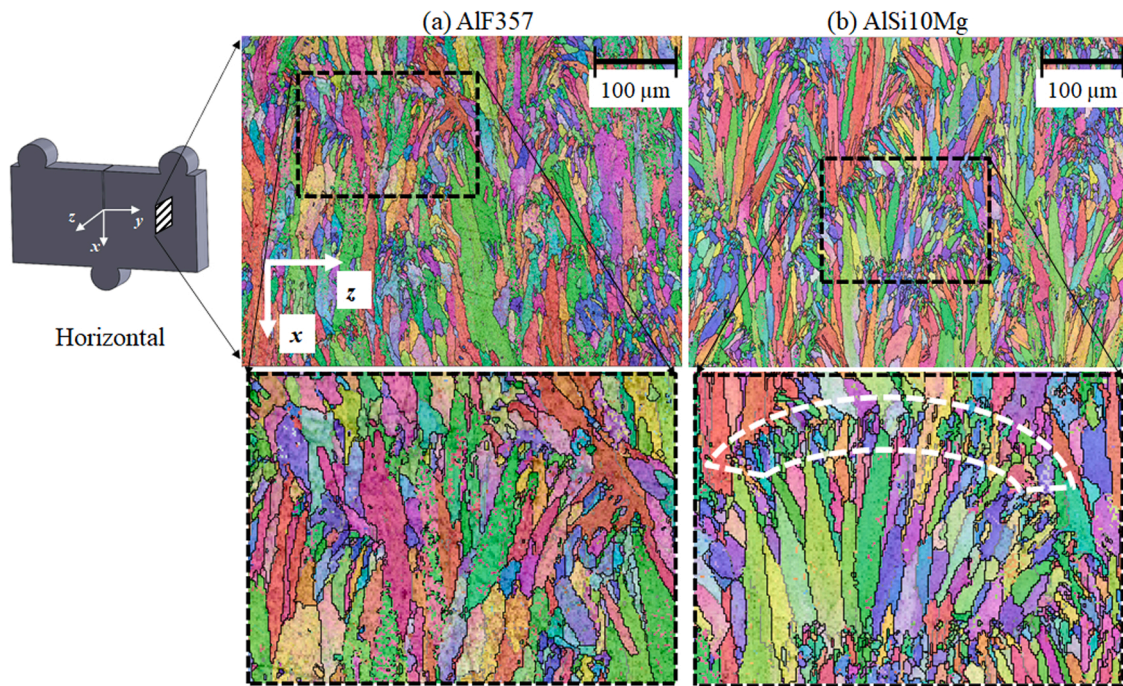 (a) AlF357
(b) AlSi10Mg
100 μm
100 μm
z
y
x
z
x
Horizontal